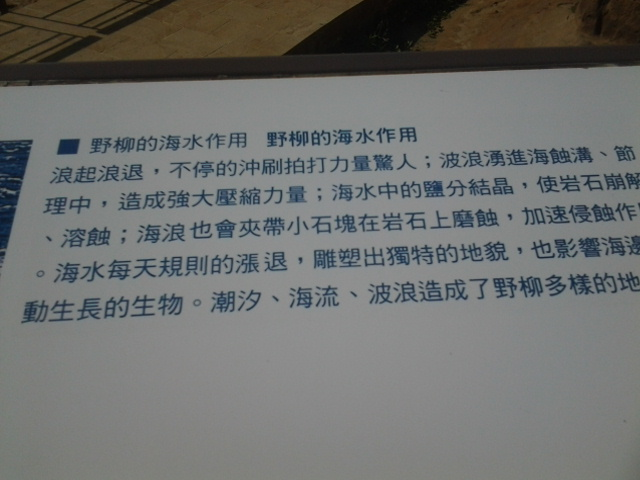 ■ 野柳的海水作用 野柳的海水作用
浪起浪退，不停的沖刷拍打力量驚人；波浪湧進海蝕溝、節
理中，造成強大壓縮力量；海水中的鹽分結晶，使岩石崩解
、溶蝕；海浪也會夾帶小石塊在岩石上磨蝕，加速侵蝕作用
。海水每天規則的漲退，雕塑出獨特的地貌，也影響海邊
動生長的生物。潮汐、海流、波浪造成了野柳多樣的地